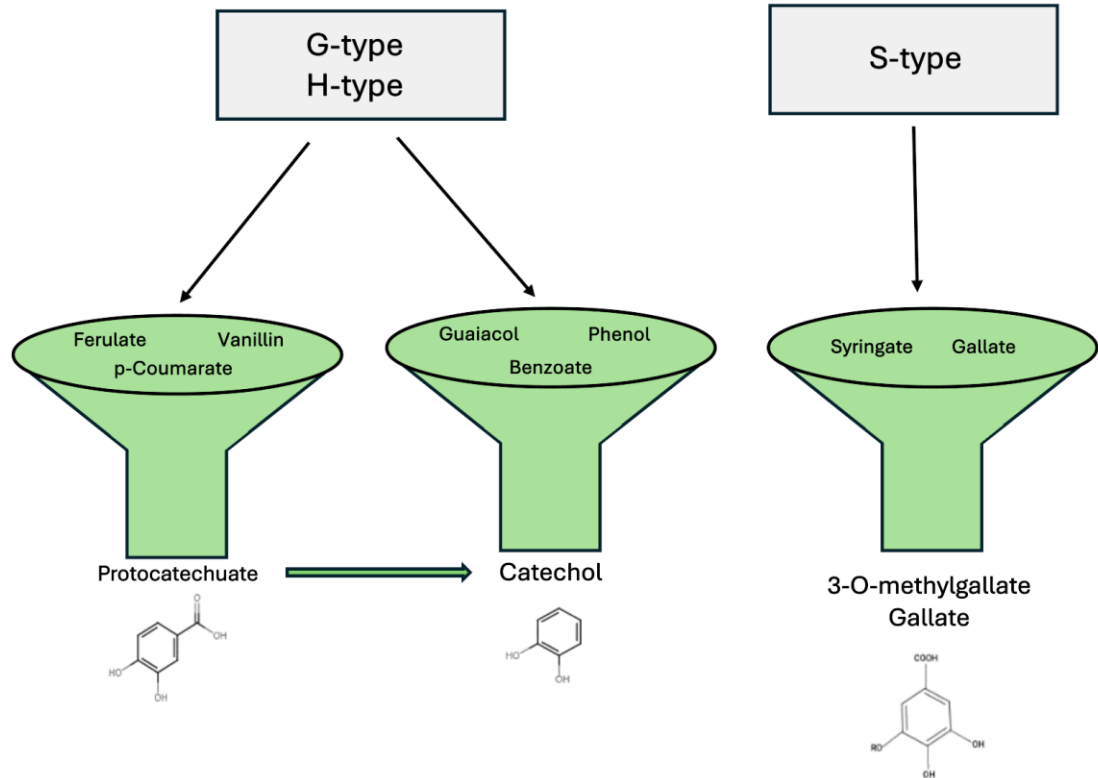 G-type
H-type
S-type
Ferulate Vanillin
p-Coumarate
Guaiacol Phenol
Benzoate
Syringate Gallate
Protocatechuate
Catechol
3-O-methylgallate
Gallate
O
OH
HO
OH
HO
OH
COOH
RO
OH
OH